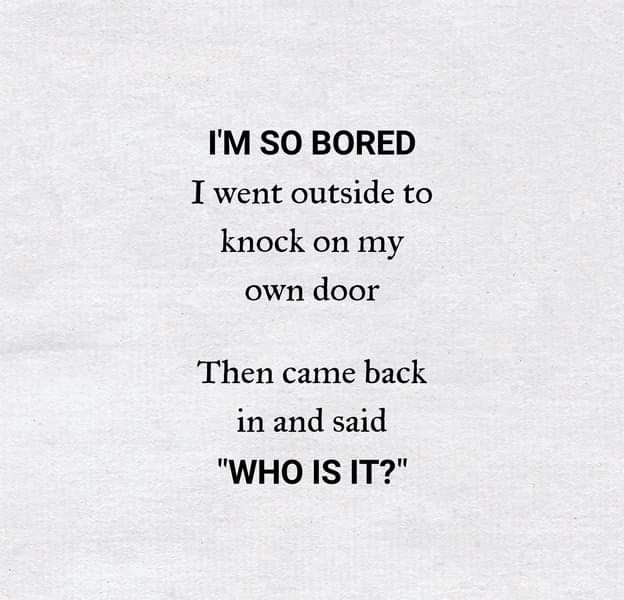 I'M SO BORED
I went outside to
knock on my
own door
Then came back
in and said
"WHO IS IT?"